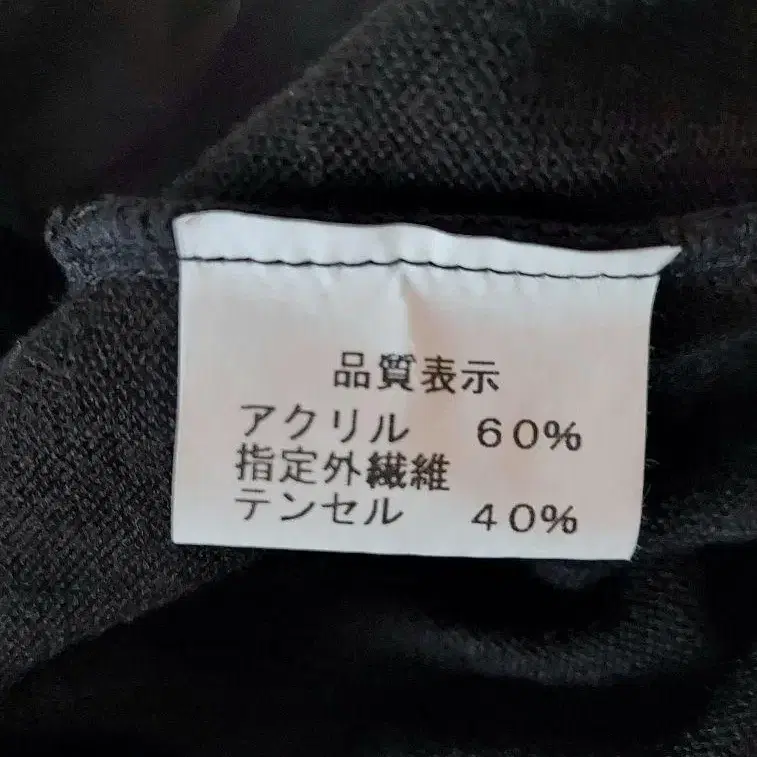 品質表示
アクリル　６０％
指定外繊維
テンセル　４０％